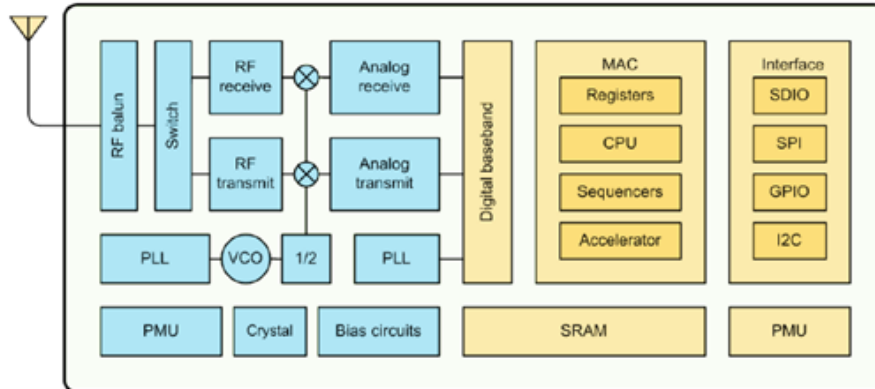 RF balun
Switch
RF
receive
Analog
receive
RF
transmit
Analog
transmit
PLL
VCO
1/2
PLL
Digital baseband
MAC
Registers
CPU
Sequencers
Accelerator
Interface
SDIO
SPI
GPIO
I2C
PMU
Crystal
Bias circuits
SRAM
PMU